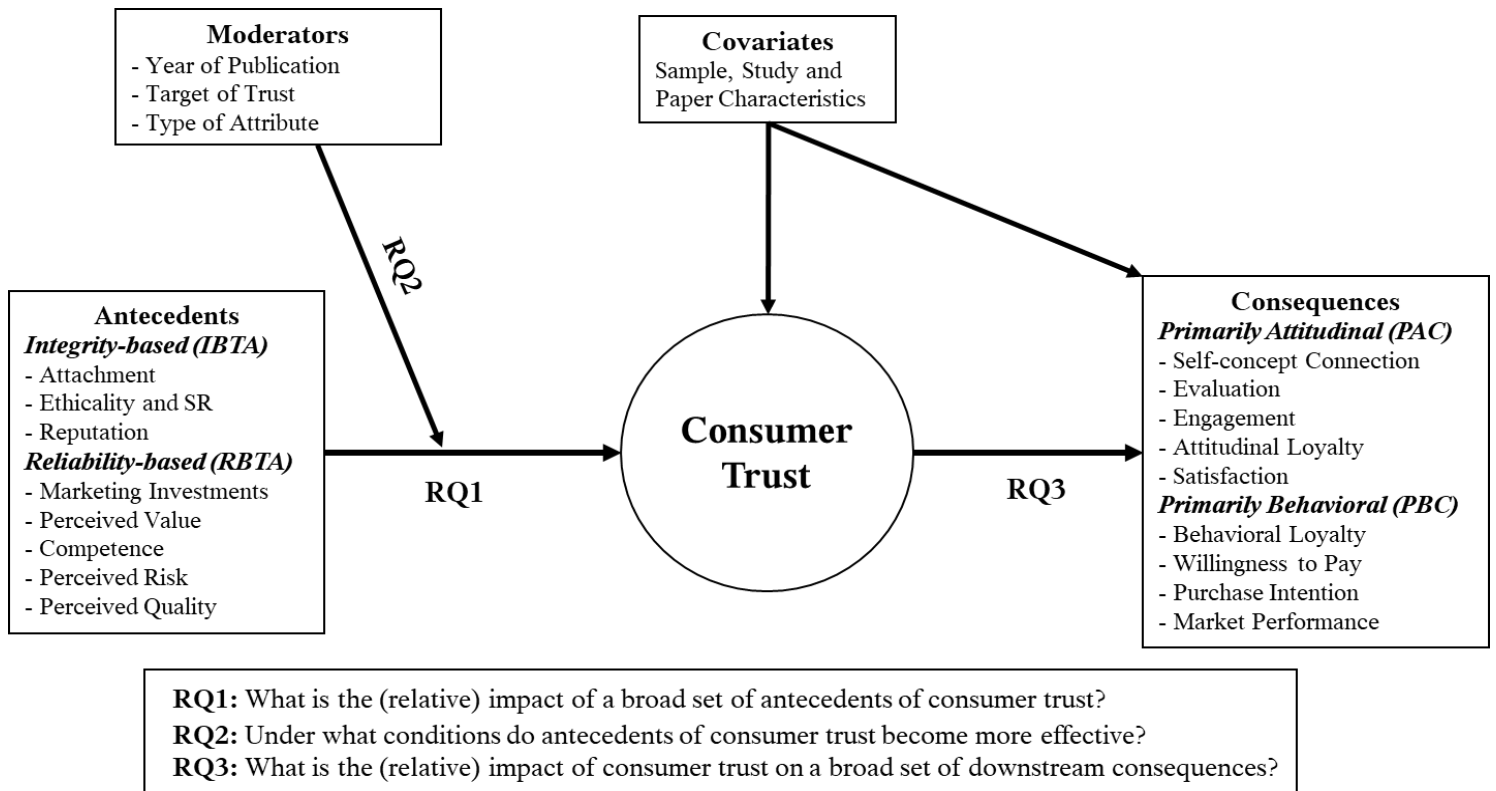 Moderators
- Year of Publication
- Target of Trust
- Type of Attribute
Covariates
Sample, Study and
Paper Characteristics
RQ2
Antecedents
Integrity-based (IBTA)
- Attachment
- Ethicality and SR
- Reputation
Reliability-based (RBTA)
- Marketing Investments
- Perceived Value
- Competence
- Perceived Risk
- Perceived Quality
RQ1
Consumer
Trust
RQ3
Consequences
Primarily Attitudinal (PAC)
- Self-concept Connection
- Evaluation
- Engagement
- Attitudinal Loyalty
- Satisfaction
Primarily Behavioral (PBC)
- Behavioral Loyalty
- Willingness to Pay
- Purchase Intention
- Market Performance
RQ1: What is the (relative) impact of a broad set of antecedents of consumer trust?
RQ2: Under what conditions do antecedents of consumer trust become more effective?
RQ3: What is the (relative) impact of consumer trust on a broad set of downstream consequences?